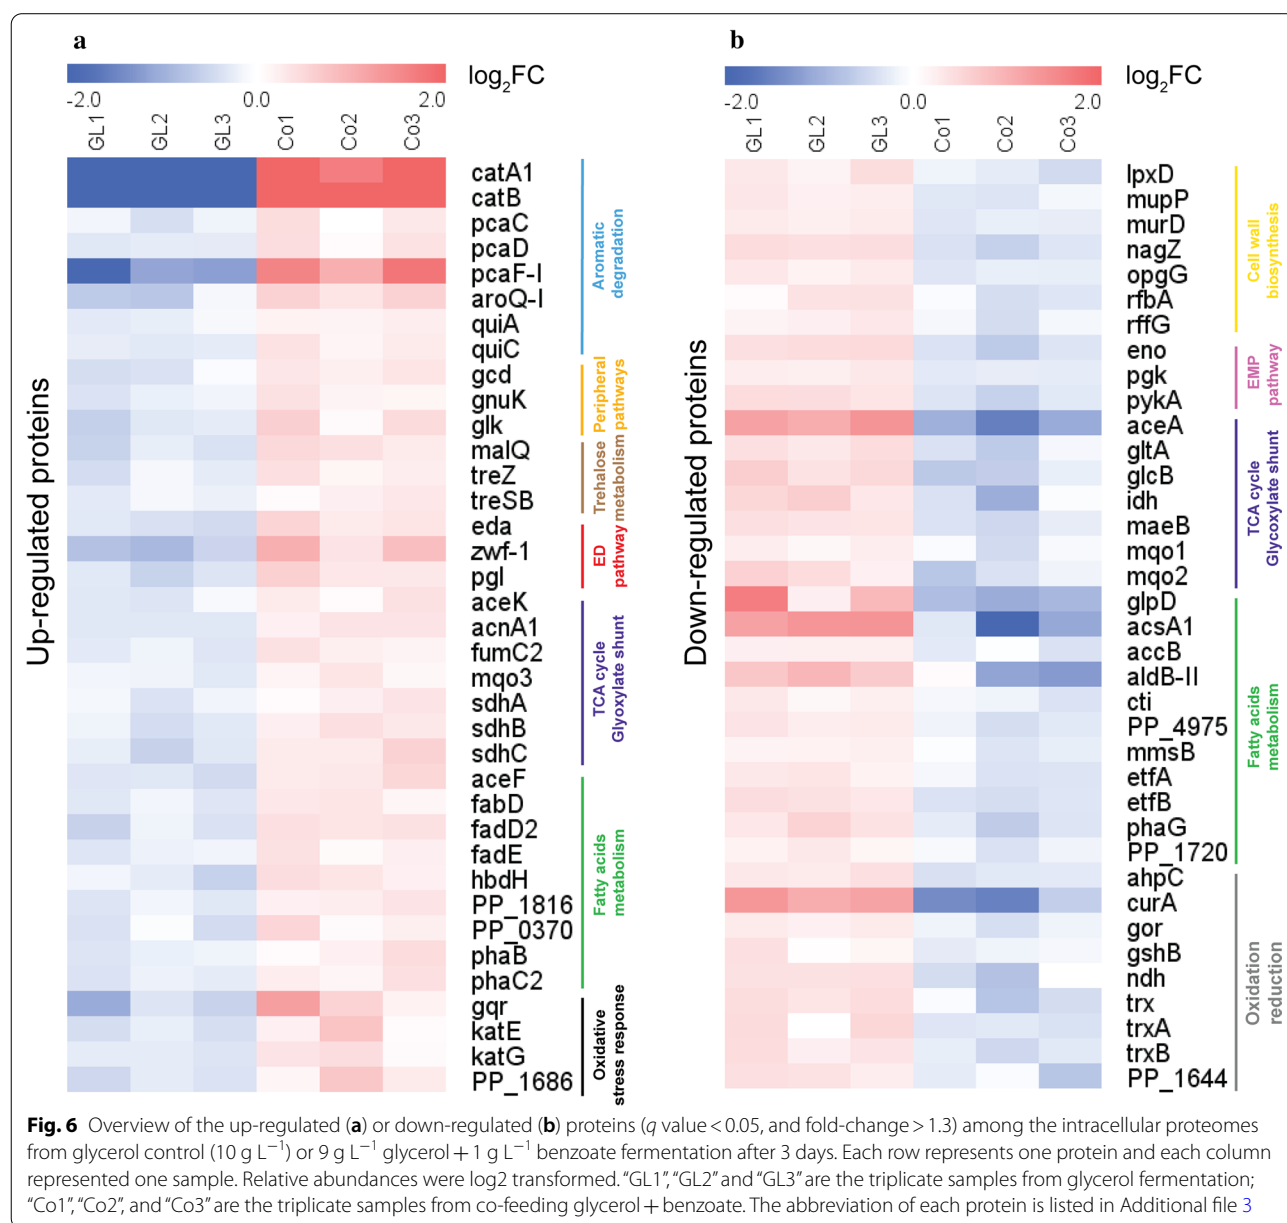 a
log2FC
-2.0
0.0
2.0
GL1
GL2
GL3
Co1
Co2
Co3
Up-regulated proteins
catA1
catB
pcaC
pcaD
pcaF-I
aroQ-I
quiA
quiC
gcd
gnuK
glk
malQ
treZ
treSB
eda
zwf-1
pgl
aceK
acnA1
fumC2
mqo3
sdhA
sdhB
sdhC
aceF
fabD
fadD2
fadE
hbdH
PP_1816
PP_0370
phaB
phaC2
gqr
katE
katG
PP_1686
Aromatic
degradation
Peripheral
pathways
Trehalose
metabolism
ED
pathway
TCA cycle
Glyoxylate shunt
Fatty acids
metabolism
Oxidative
stress response
b
log2FC
-2.0
0.0
2.0
GL1
GL2
GL3
Co1
Co2
Co3
Down-regulated proteins
lpxD
mupP
murD
nagZ
opgG
rfbA
rffG
eno
pgk
pykA
aceA
gltA
glcB
idh
maeB
mqo1
mqo2
glpD
acsA1
accB
aldB-II
cti
PP_4975
mmsB
etfA
etfB
phaG
PP_1720
ahpC
curA
gor
gshB
ndh
trx
trxA
trxB
PP_1644
Cell wall
biosynthesis
EMP
pathway
TCA cycle
Glycoxylate shunt
Fatty acids
metabolism
Oxidation
reduction
Fig. 6 Overview of the up-regulated (a) or down-regulated (b) proteins (q value < 0.05, and fold-change > 1.3) among the intracellular proteomes
from glycerol control (10 g L−1) or 9 g L−1 glycerol + 1 g L−1 benzoate fermentation after 3 days. Each row represents one protein and each column
represented one sample. Relative abundances were log2 transformed. “GL1”, “GL2” and “GL3” are the triplicate samples from glycerol fermentation;
“Co1”, “Co2”, and “Co3” are the triplicate samples from co-feeding glycerol + benzoate. The abbreviation of each protein is listed in Additional file 3